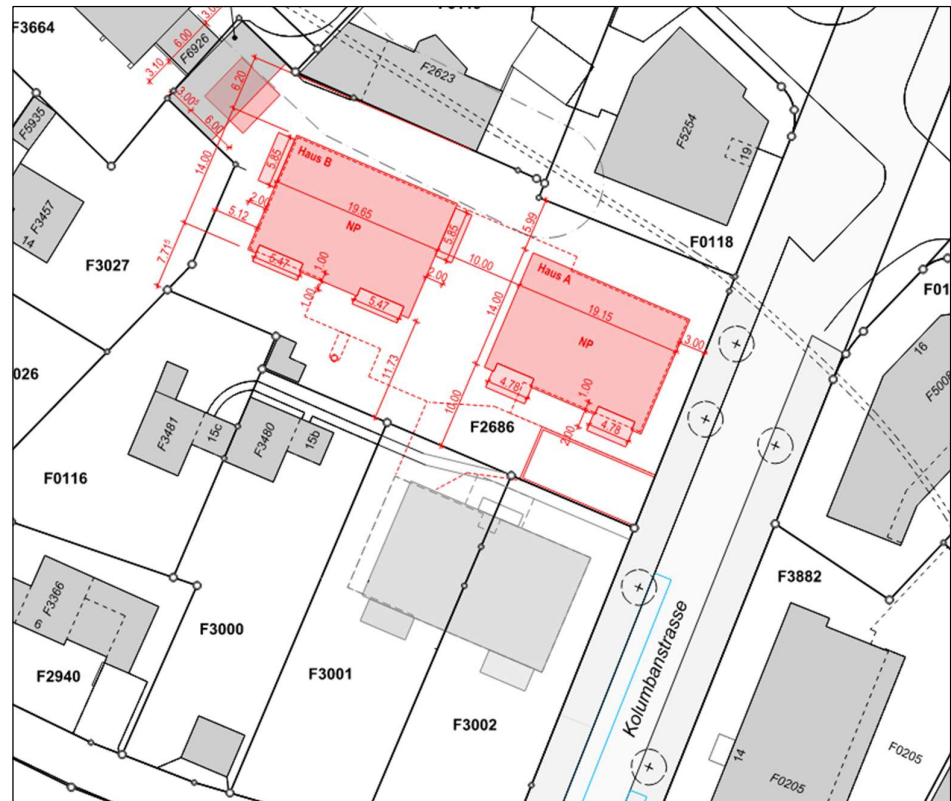 F3664
3.10
6.00
F6926
6.20
3.00⁵
6.00
F5935
14.00
F2623
F5254
19
F3457
14
5.85
Haus B
2.00
5.12
19.65
NP
5.85
5.99
F0118
F3027
7.71⁵
5.47
1.00
10.00
2.00
Haus A
F01
1.00
5.47
14.00
19.15
3.00
NP
16
F5008
026
11.73
4.78
1.00
10.00
2.00
4.78
F3481
15c
F3480
15b
F2686
F0116
F3882
F3366
6
F3000
F2940
F3001
Kolumbanstrasse
F3002
14
F0205
F0205